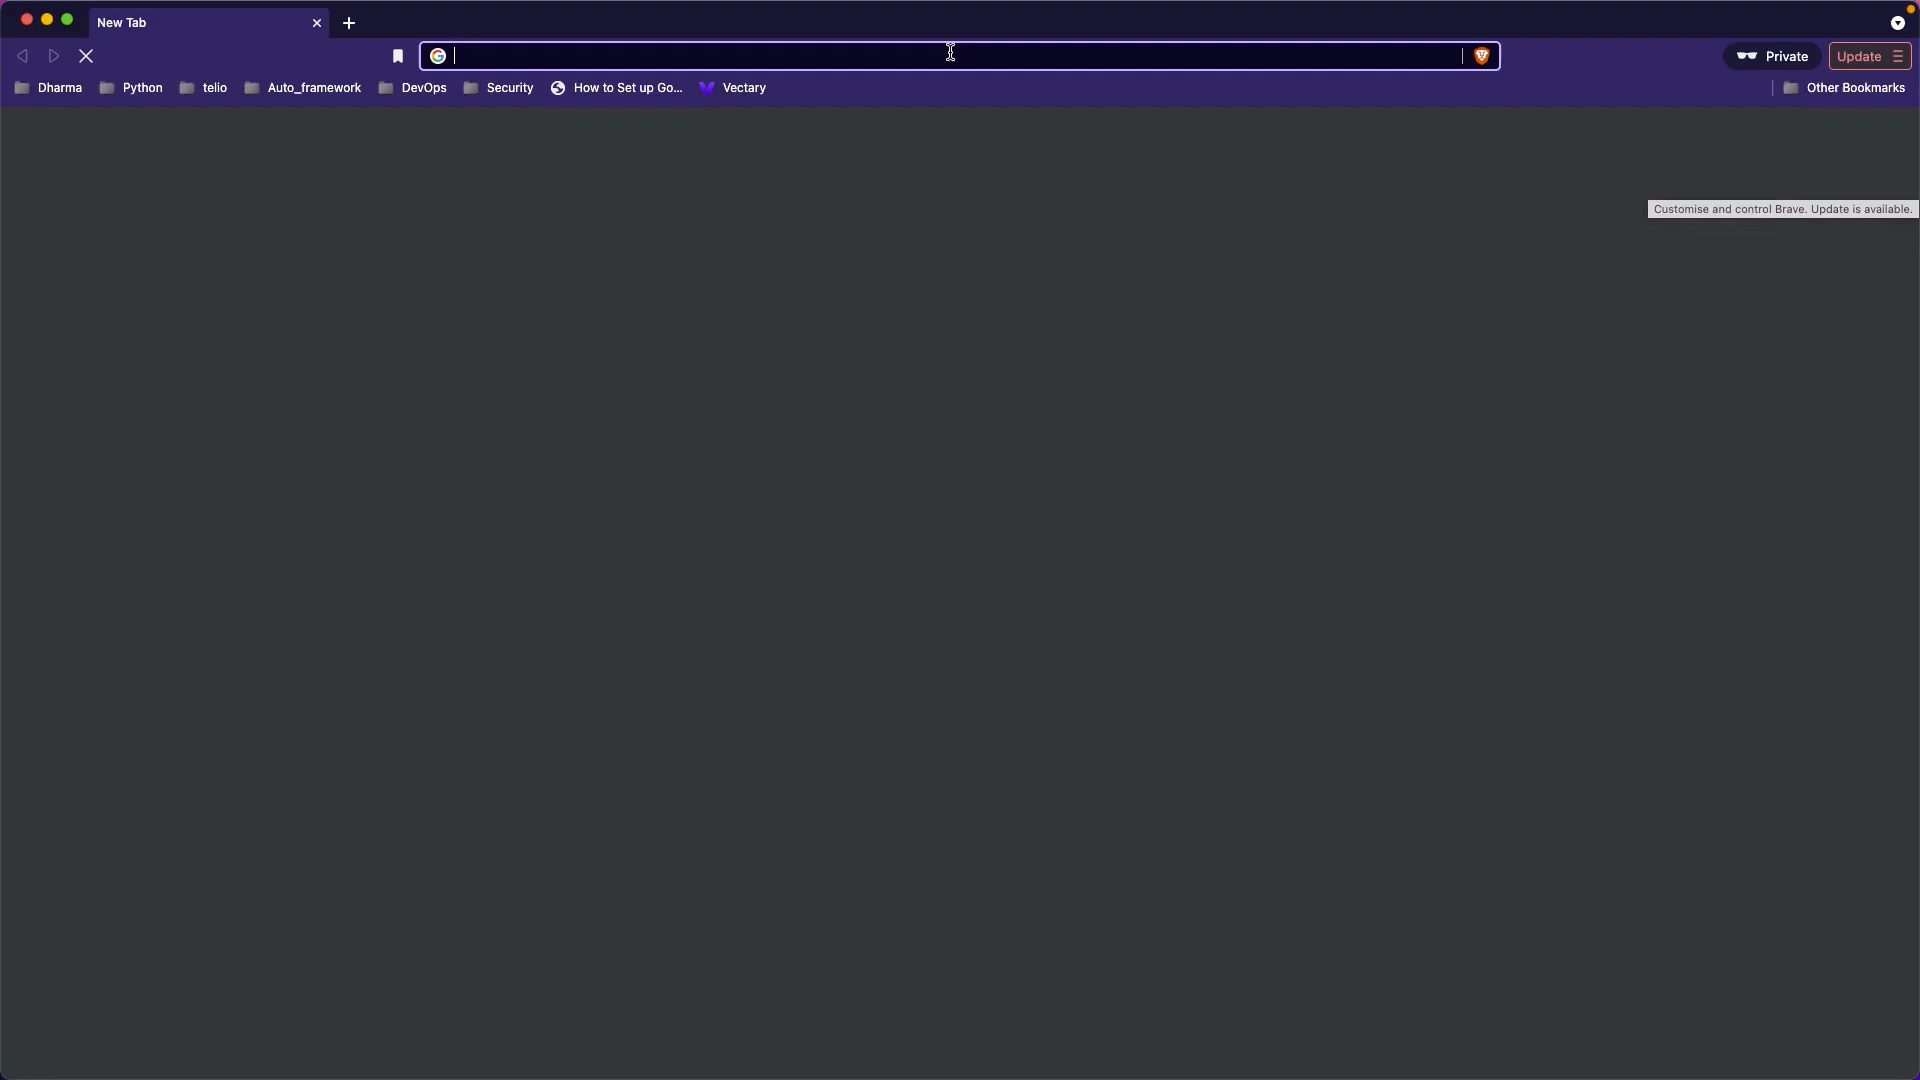 New Tab
Private
Update
Dharma
Python
telio
Auto_framework
DevOps
Security
How to Set up Go...
Vectary
Other Bookmarks
Customise and control Brave. Update is available.